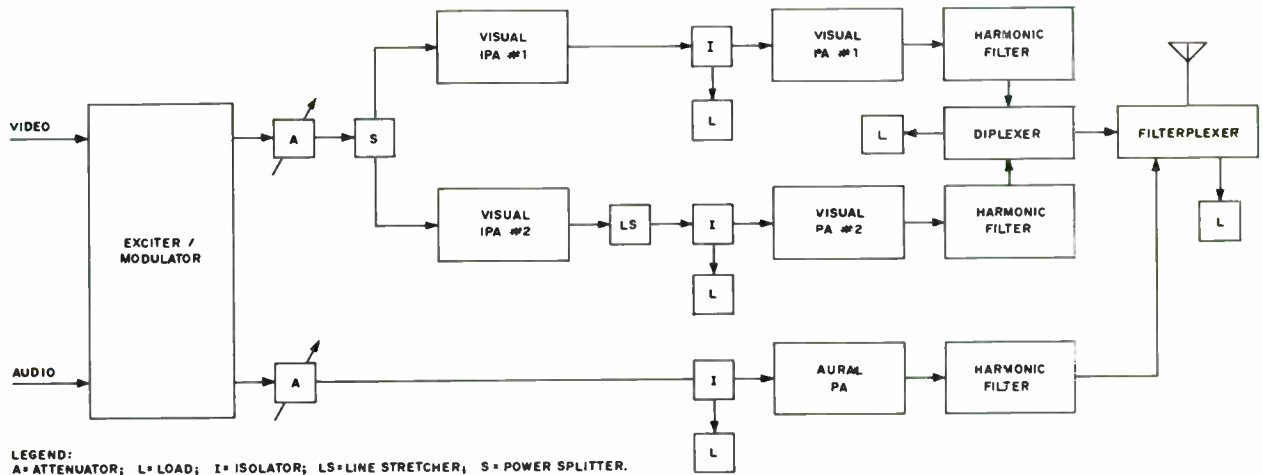 VISUAL
IPA #1
I
VISUAL
PA #1
HARMONIC
FILTER
L
VIDEO
A
S
L
DIPLEXER
FILTERPLEXER
EXCITER /
MODULATOR
VISUAL
IPA #2
LS
I
VISUAL
PA #2
HARMONIC
FILTER
L
L
AUDIO
A
I
AURAL
PA
HARMONIC
FILTER
L
LEGEND:
A= ATTENUATOR; L= LOAD; I= ISOLATOR; LS=LINE STRETCHER; S= POWER SPLITTER.